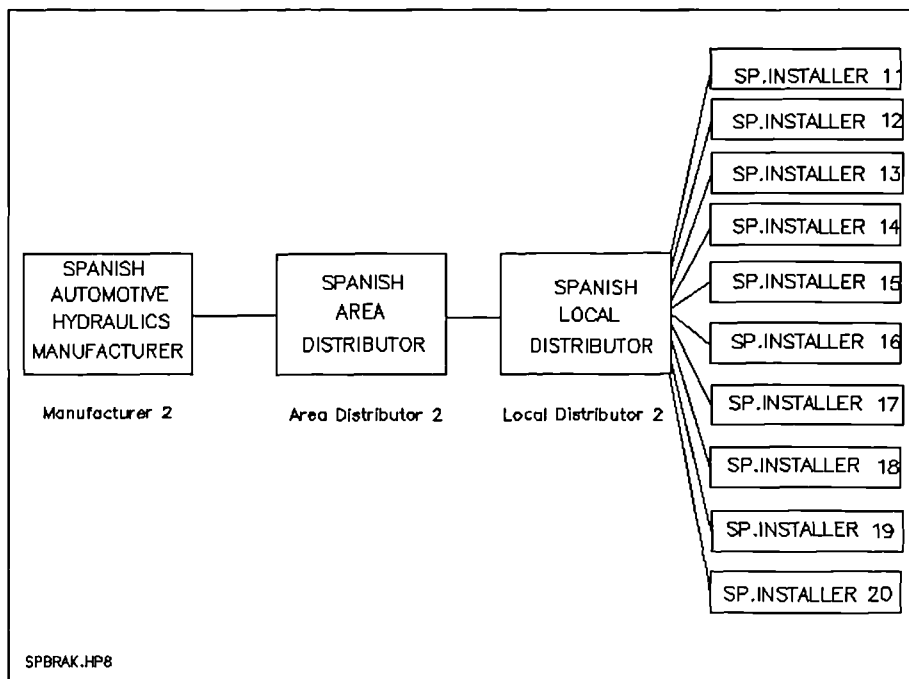 SPANISH
AUTOMOTIVE
HYDRAULICS
MANUFACTURER
Manufacturer 2
SPANISH
AREA
DISTRIBUTOR
Area Distributor 2
SPANISH
LOCAL
DISTRIBUTOR
Local Distributor 2
SP.INSTALLER 11
SP.INSTALLER 12
SP.INSTALLER 13
SP.INSTALLER 14
SP.INSTALLER 15
SP.INSTALLER 16
SP.INSTALLER 17
SP.INSTALLER 18
SP.INSTALLER 19
SP.INSTALLER 20
SPBRAK.HP8